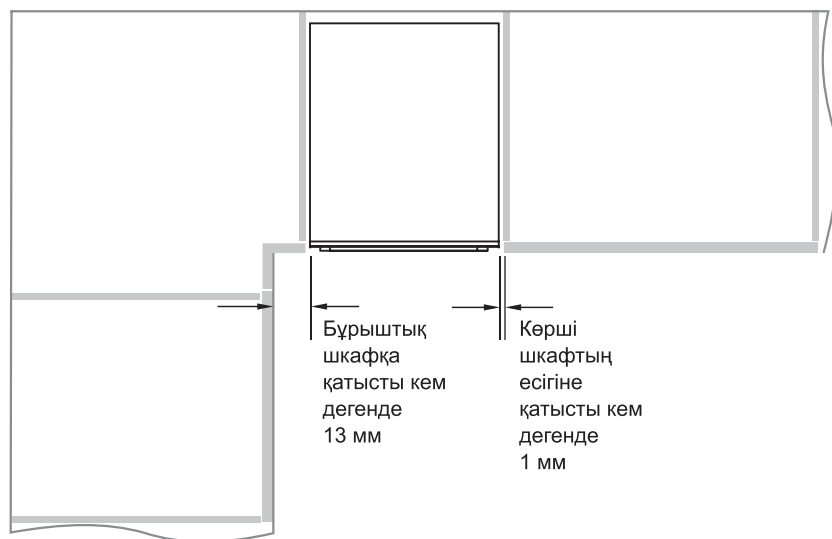 Бұрыштық
шкафқа
қатысты кем
дегенде
13 мм
Көрші
шкафтың
есігіне
қатысты кем
дегенде
1 мм